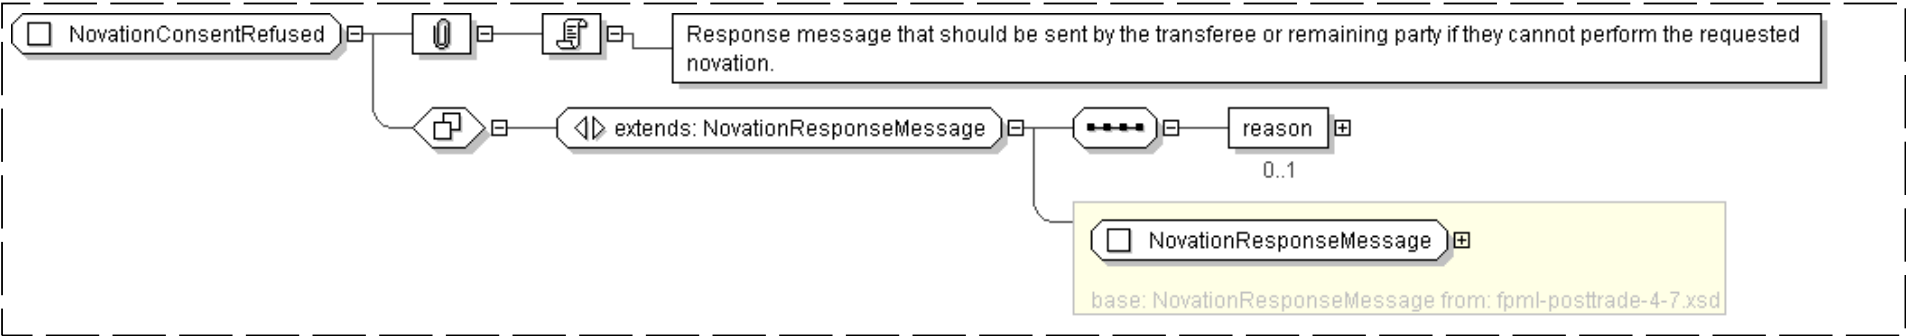 NovationConsentRefused
Response message that should be sent by the transferee or remaining party if they cannot perform the requested
novation.
extends: NovationResponseMessage
reason
0..1
NovationResponseMessage
base: NovationResponseMessage from: fpml-posttrade-4-7.xsd